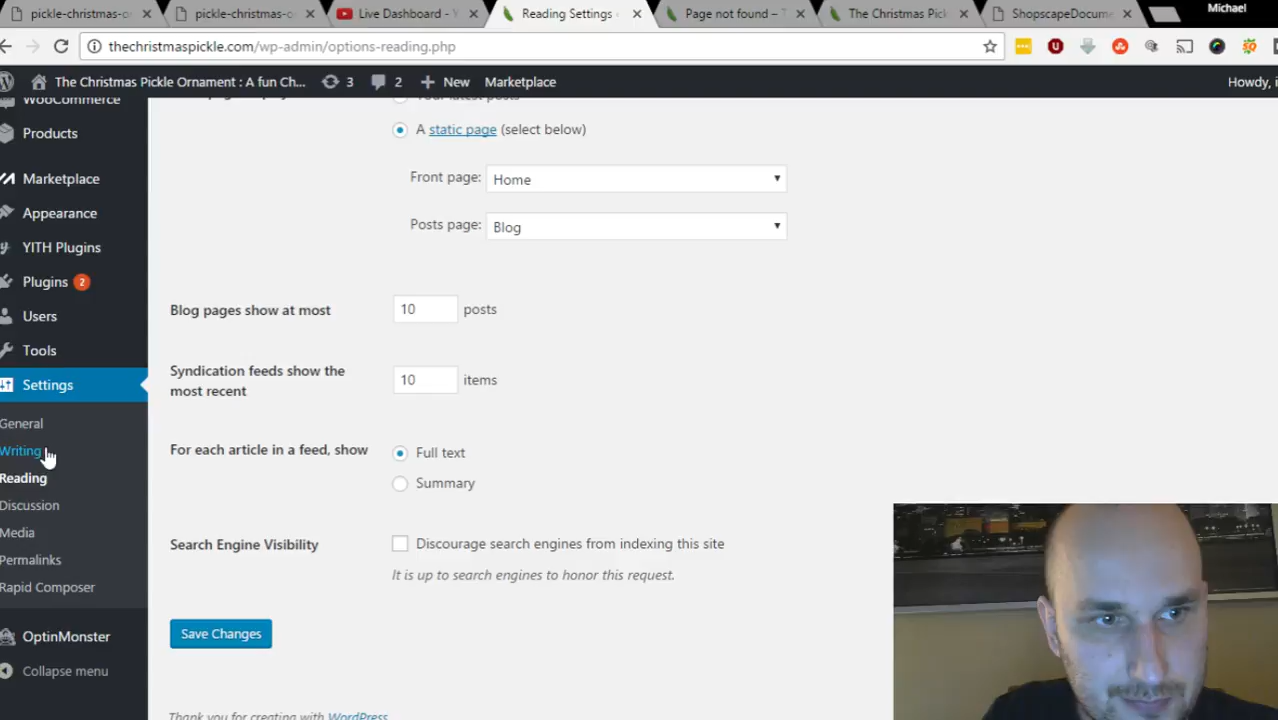 pickle-christmas-o
pickle-christmas-o
Live Dashboard - Y
Reading Settings
Page not found – T
The Christmas Pick
ShopscapeDocume
Michael
thechristmaspickle.com/wp-admin/options-reading.php
The Christmas Pickle Ornament : A fun Ch...
3
2
New
Marketplace
Howdy, i
WooCommerce
Products
Marketplace
Appearance
YITH Plugins
Plugins 2
Users
Tools
Settings
General
Writing
Reading
Discussion
Media
Permalinks
Rapid Composer
OptinMonster
Collapse menu
Your latest posts
A static page (select below)
Front page: Home
Posts page: Blog
Blog pages show at most 10 posts
Syndication feeds show the
most recent
10 items
For each article in a feed, show
Full text
Summary
Search Engine Visibility
Discourage search engines from indexing this site
It is up to search engines to honor this request.
Save Changes
Thank you for creating with WordPress